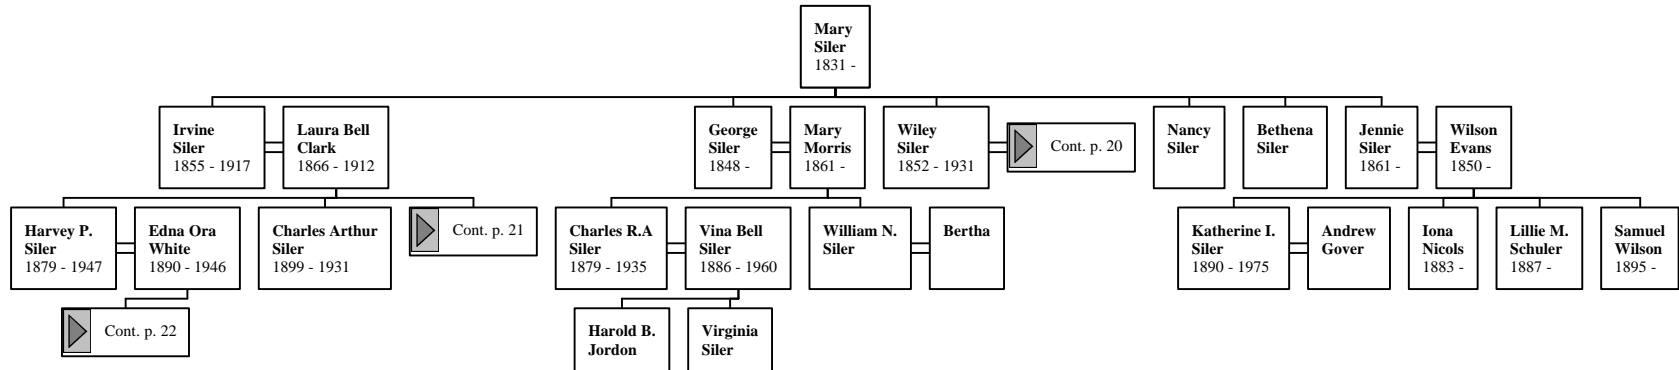 Mary
Siler
1831 -
Irvine
Siler
1855 - 1917
Laura Bell
Clark
1866 - 1912
George
Siler
1848 -
Mary
Morris
1861 -
Wiley
Siler
1852 - 1931
Cont. p. 20
Nancy
Siler
Bethena
Siler
Jennie
Siler
1861 -
Wilson
Evans
1850 -
Harvey P.
Siler
1879 - 1947
Edna Ora
White
1890 - 1946
Charles Arthur
Siler
1899 - 1931
Cont. p. 21
Charles R.A
Siler
1879 - 1935
Vina Bell
Siler
1886 - 1960
William N.
Siler
Bertha
Katherine I.
Siler
1890 - 1975
Andrew
Gover
Iona
Nicols
1883 -
Lillie M.
Schuler
1887 -
Samuel
Wilson
1895 -
Cont. p. 22
Harold B.
Jordon
Virginia
Siler